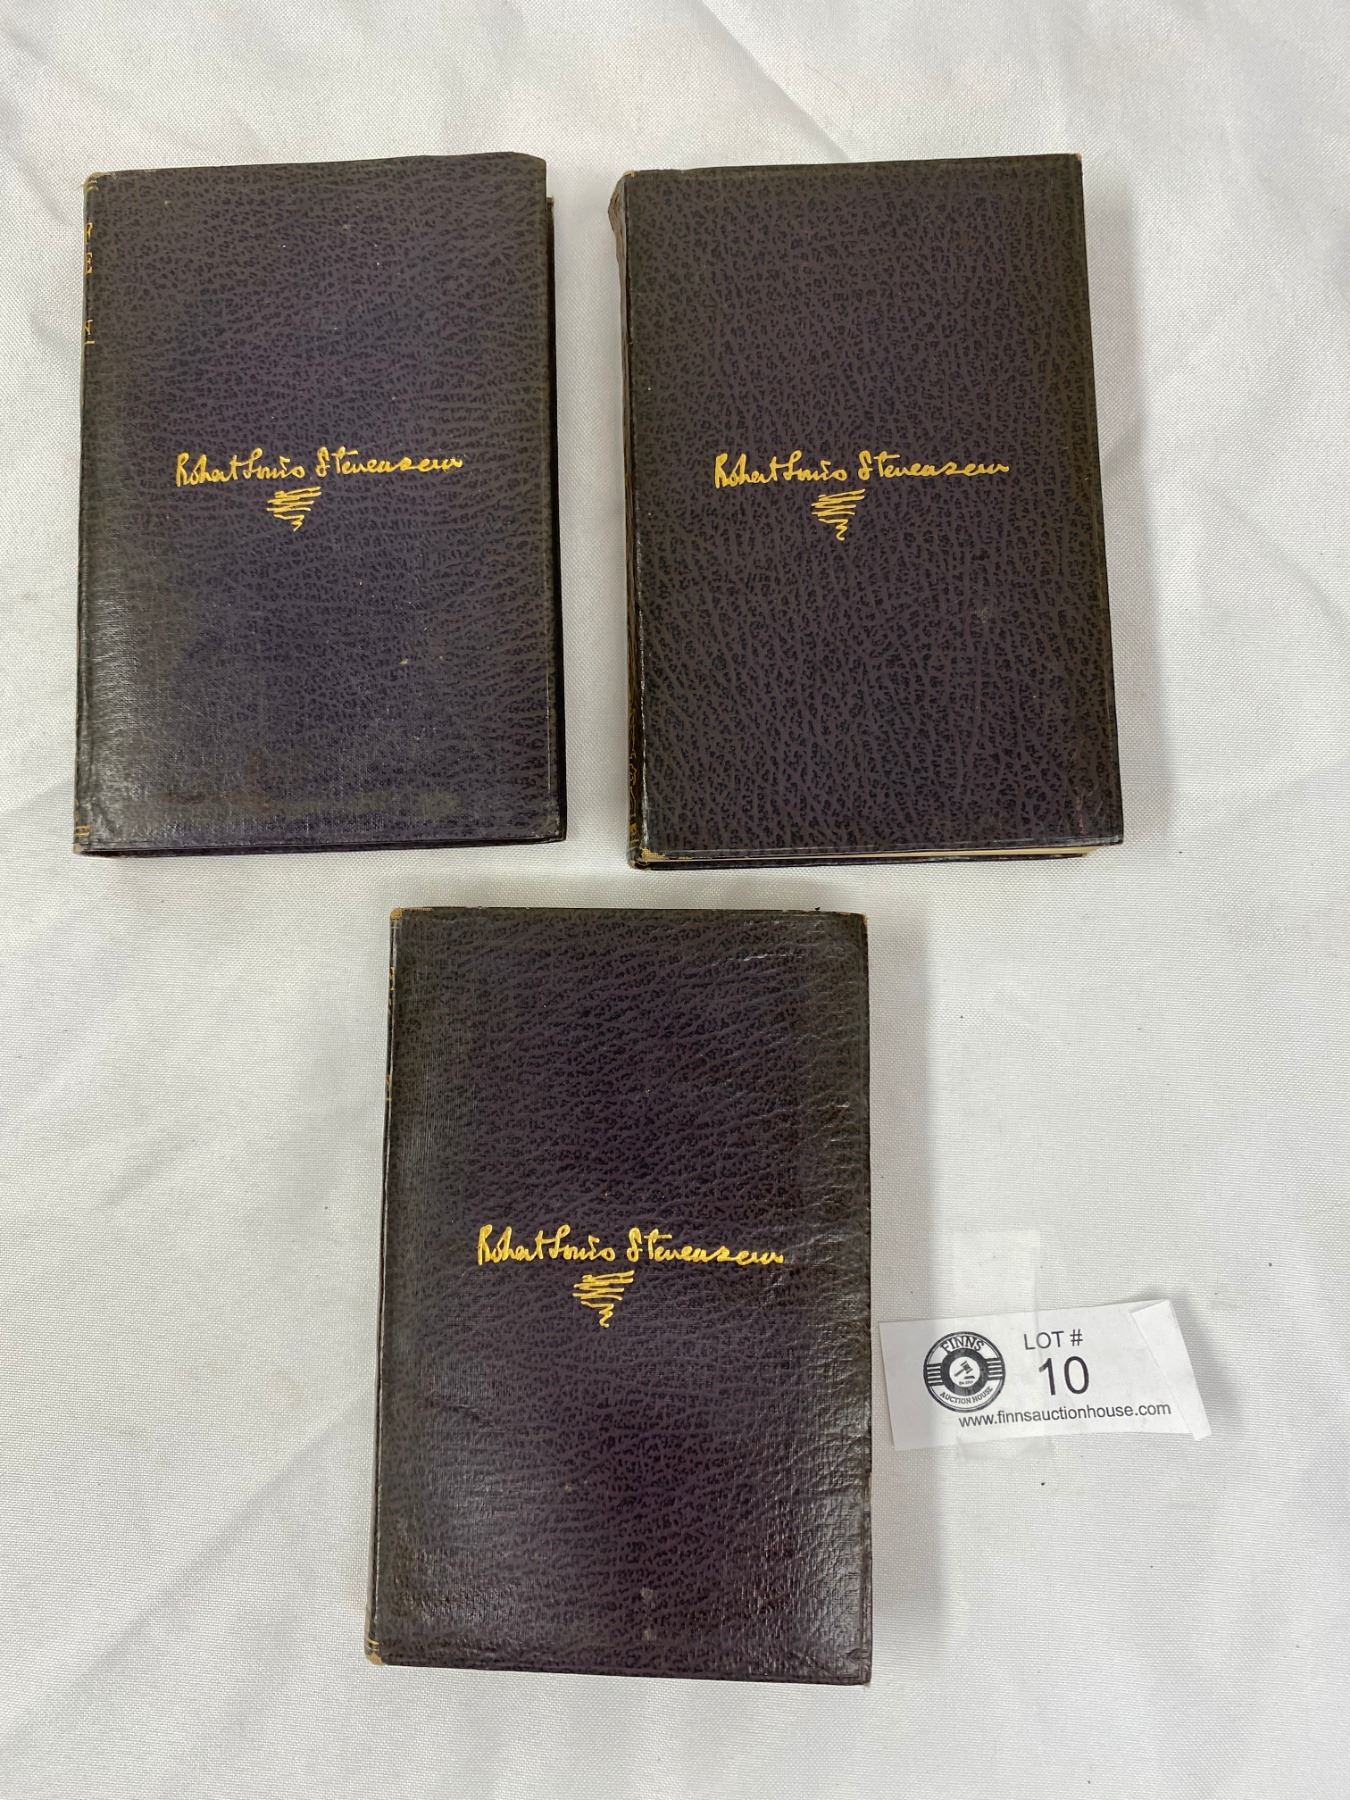 Robert Louis Stevenson
Robert Louis Stevenson
Robert Louis Stevenson
FINNS
AUCTION HOUSE
LOT #
10
www.finnsauctionhouse.com